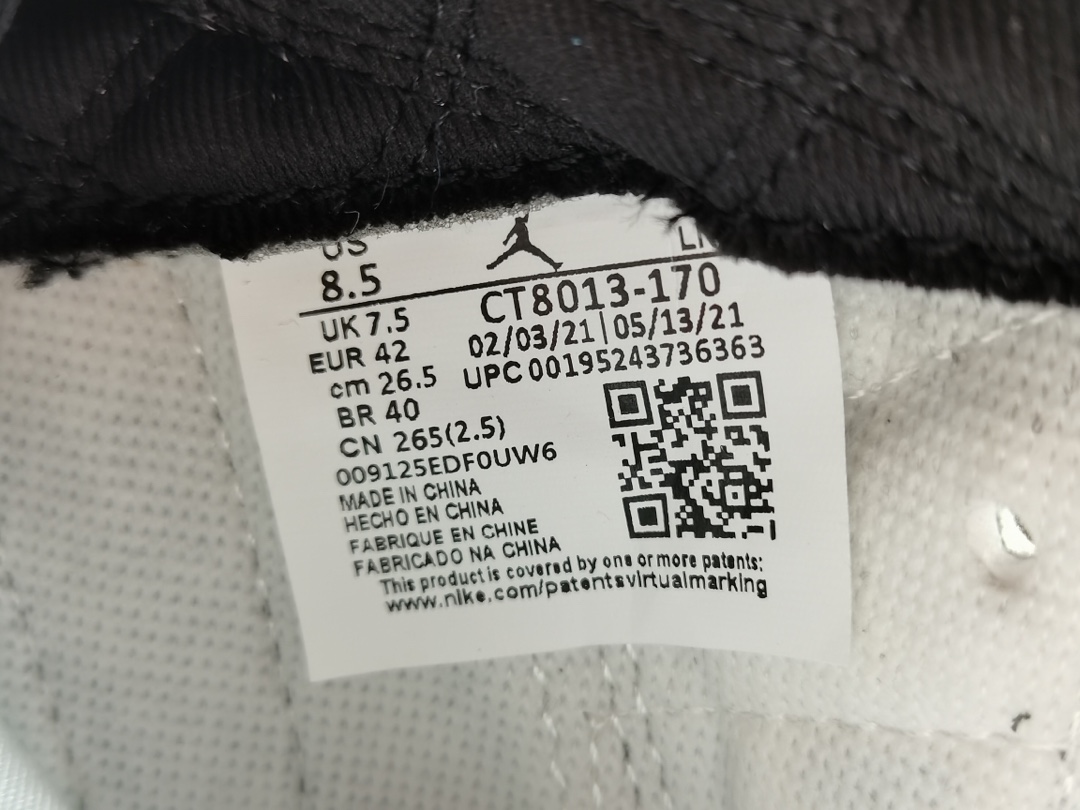 US
8.5
CT8013-170
UK 7.5
02/03/21|05/13/21
EUR 42
UPC 00195243736363
cm 26.5
BR 40
CN 265(2.5)
009125EDF0UW6
MADE IN CHINA
HECHO EN CHINA
FABRIQUE EN CHINE
FABRICADO NA CHINA
This product is covered by one or more patents:
www.nike.com/patentsvirtualmarking